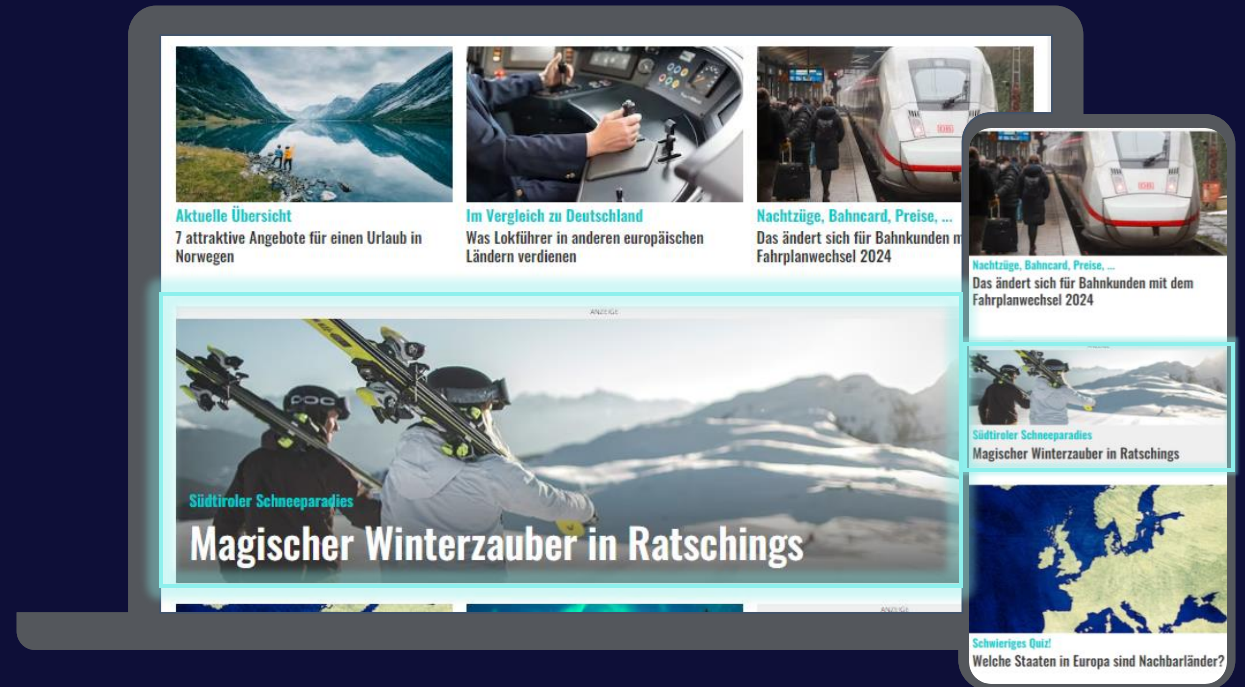 Aktuelle Übersicht
7 attraktive Angebote für einen Urlaub in
Norwegen
Im Vergleich zu Deutschland
Was Lokführer in anderen europäischen
Ländern verdienen
Nachtzüge, Bahncard, Preise, ...
Das ändert sich für Bahnkunden m
Fahrplanwechsel 2024
ANZEIGE
POC
Südtiroler Schneeparadies
Magischer Winterzauber in Ratschings
ANZEIGE
DB
Nachtzüge, Bahncard, Preise, ...
Das ändert sich für Bahnkunden mit dem
Fahrplanwechsel 2024
Südtiroler Schneeparadies
Magischer Winterzauber in Ratschings
Schwieriges Quiz!
Welche Staaten in Europa sind Nachbarländer?